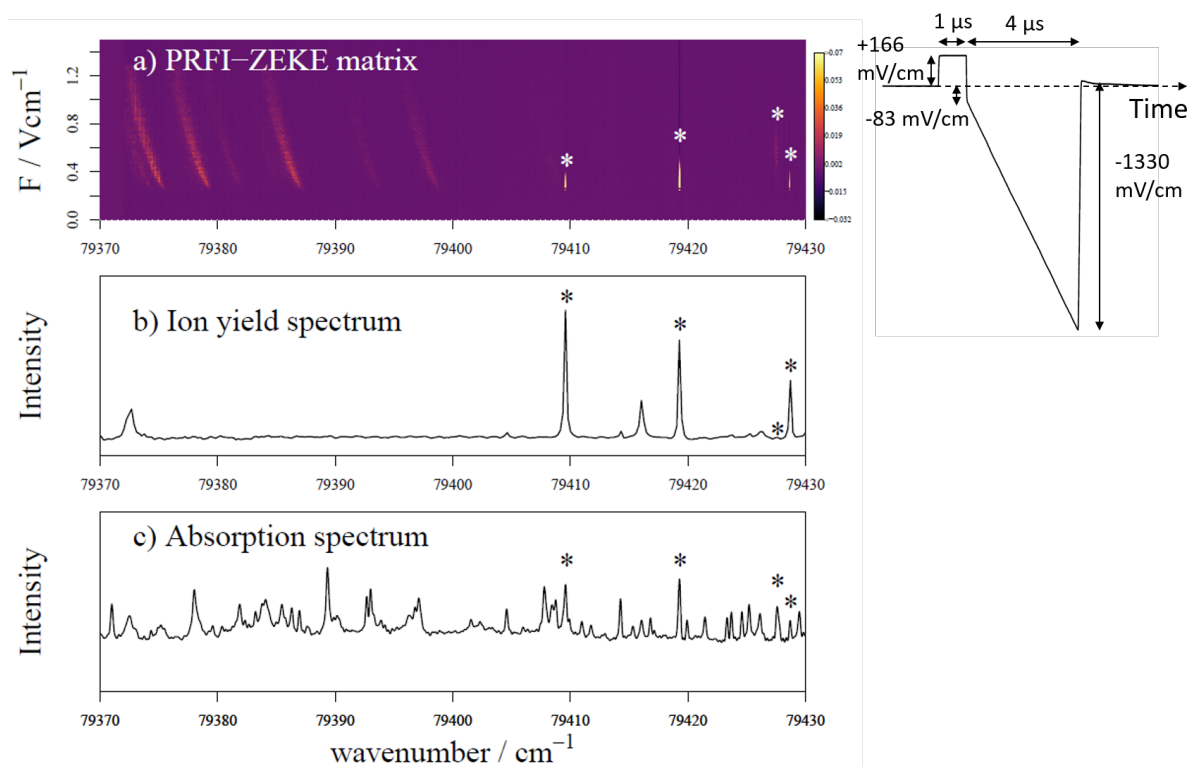 a) PRFI−ZEKE matrix
F / Vcm−1
0.0
0.4
0.8
1.2
*
*
*
*
0.07
0.053
0.036
0.019
0.002
−0.015
−0.032
79370 79380 79390 79400 79410 79420 79430
b) Ion yield spectrum
Intensity
*
*
*
*
79370 79380 79390 79400 79410 79420 79430
c) Absorption spectrum
Intensity
*
*
*
*
79370 79380 79390 79400 79410 79420 79430
wavenumber / cm−1
1 µs
4 µs
+166
mV/cm
-83 mV/cm
Time
-1330
mV/cm